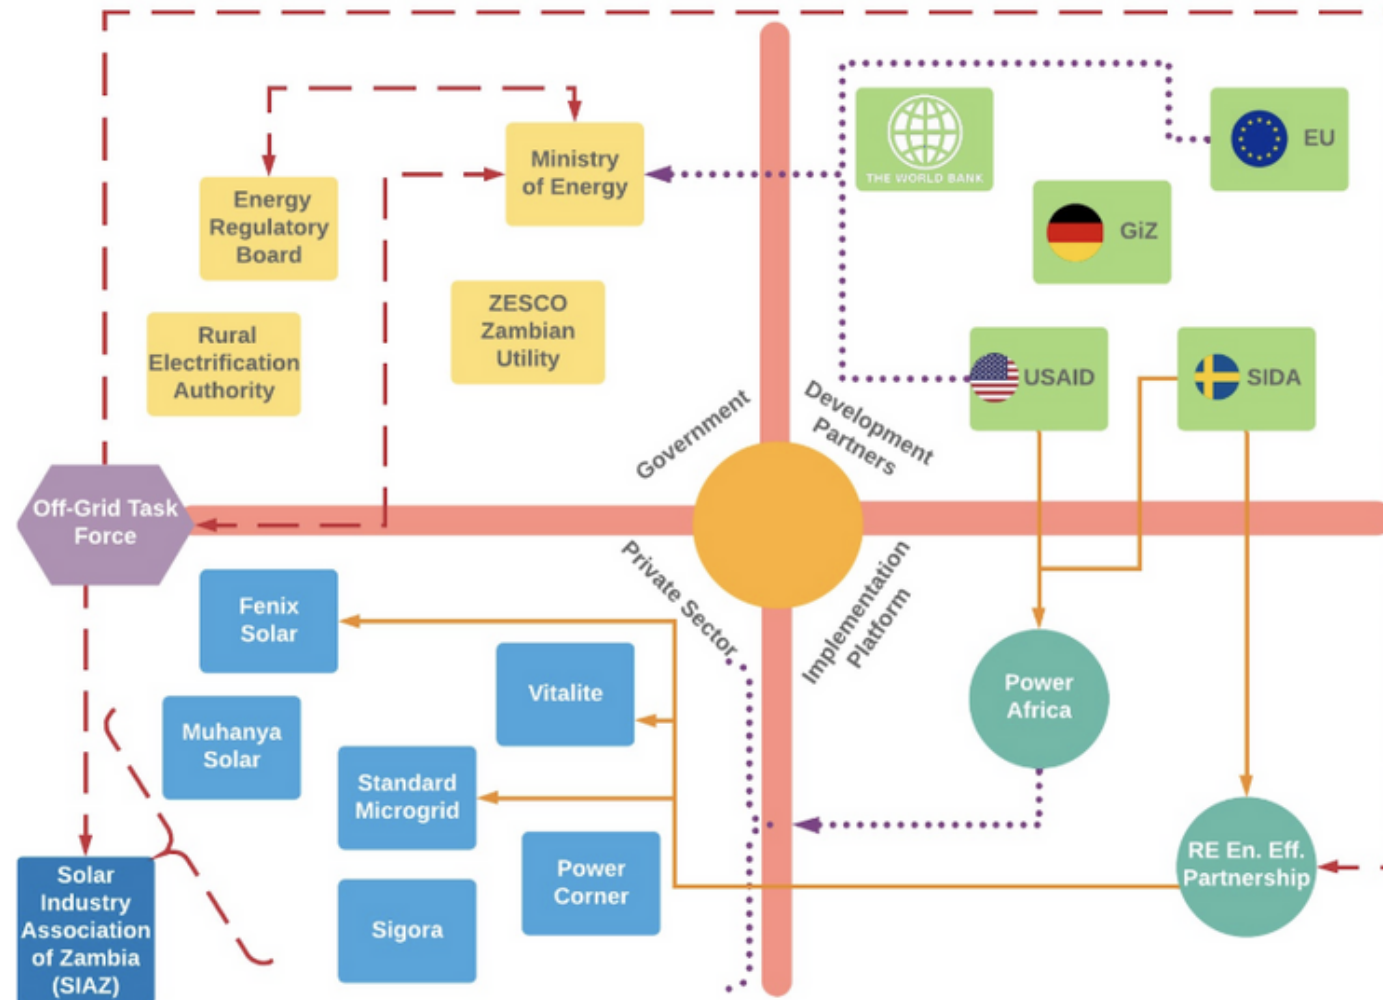 Ministry
of Energy
Energy
Regulatory
Board
ZESCO
Zambian
Utility
Rural
Electrification
Authority
THE WORLD BANK
EU
GiZ
USAID
SIDA
Government
Development
Partners
Off-Grid Task
Force
Private Sector
Implementation
Platform
Fenix
Solar
Vitalite
Muhanya
Solar
Standard
Microgrid
Power
Corner
Sigora
Solar
Industry
Association
of Zambia
(SIAZ)
Power
Africa
RE En. Eff.
Partnership